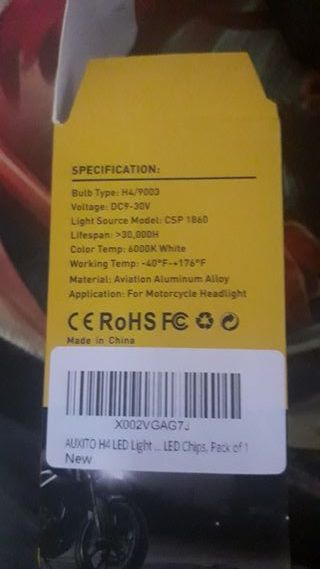 SPECIFICATION:
Bulb Type: H4/9003
Voltage: DC9-30V
Light Source Model: CSP 1860
Lifespan: >30,000H
Color Temp: 6000K White
Working Temp: -40°F-+176°F
Material: Aviation Aluminum Alloy
Application: For Motorcycle Headlight
CE RoHS FC
Made in China
X002VGAG7J
AUXITO H4 LED Light ... LED Chips, Pack of 1
New